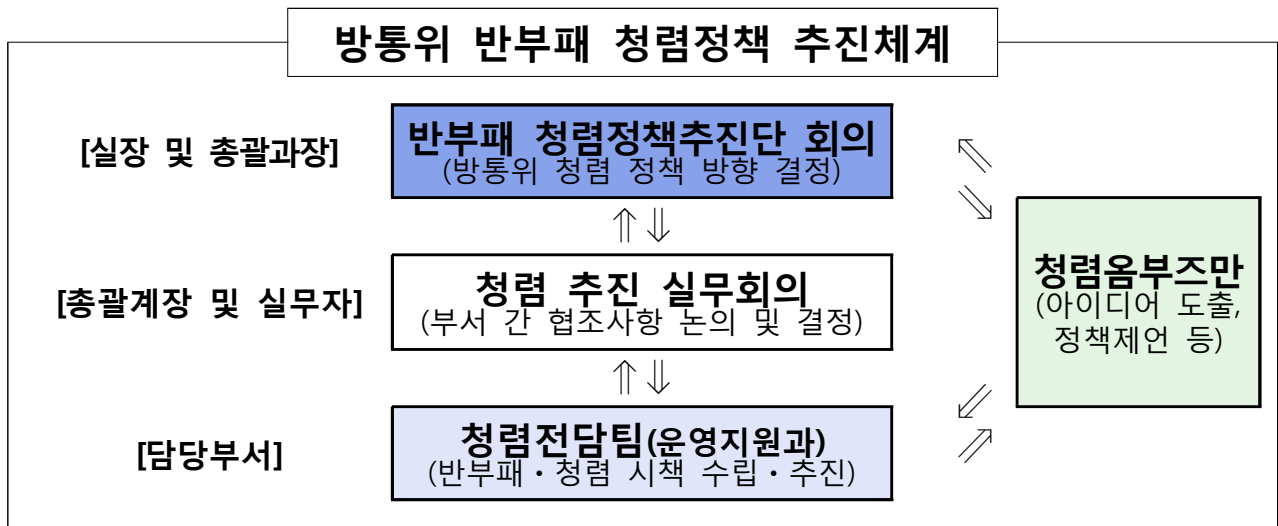 방통위 반부패 청렴정책 추진체계
[실장 및 총괄과장]
반부패 청렴정책추진단 회의
(방통위 청렴 정책 방향 결정)
⇖
⇘
⇑⇓
[총괄계장 및 실무자]
청렴 추진 실무회의
(부서 간 협조사항 논의 및 결정)
청렴옴부즈만
(아이디어 도출,
정책제언 등)
⇑⇓
[담당부서]
청렴전담팀(운영지원과)
(반부패・청렴 시책 수립・추진)
⇙
⇗